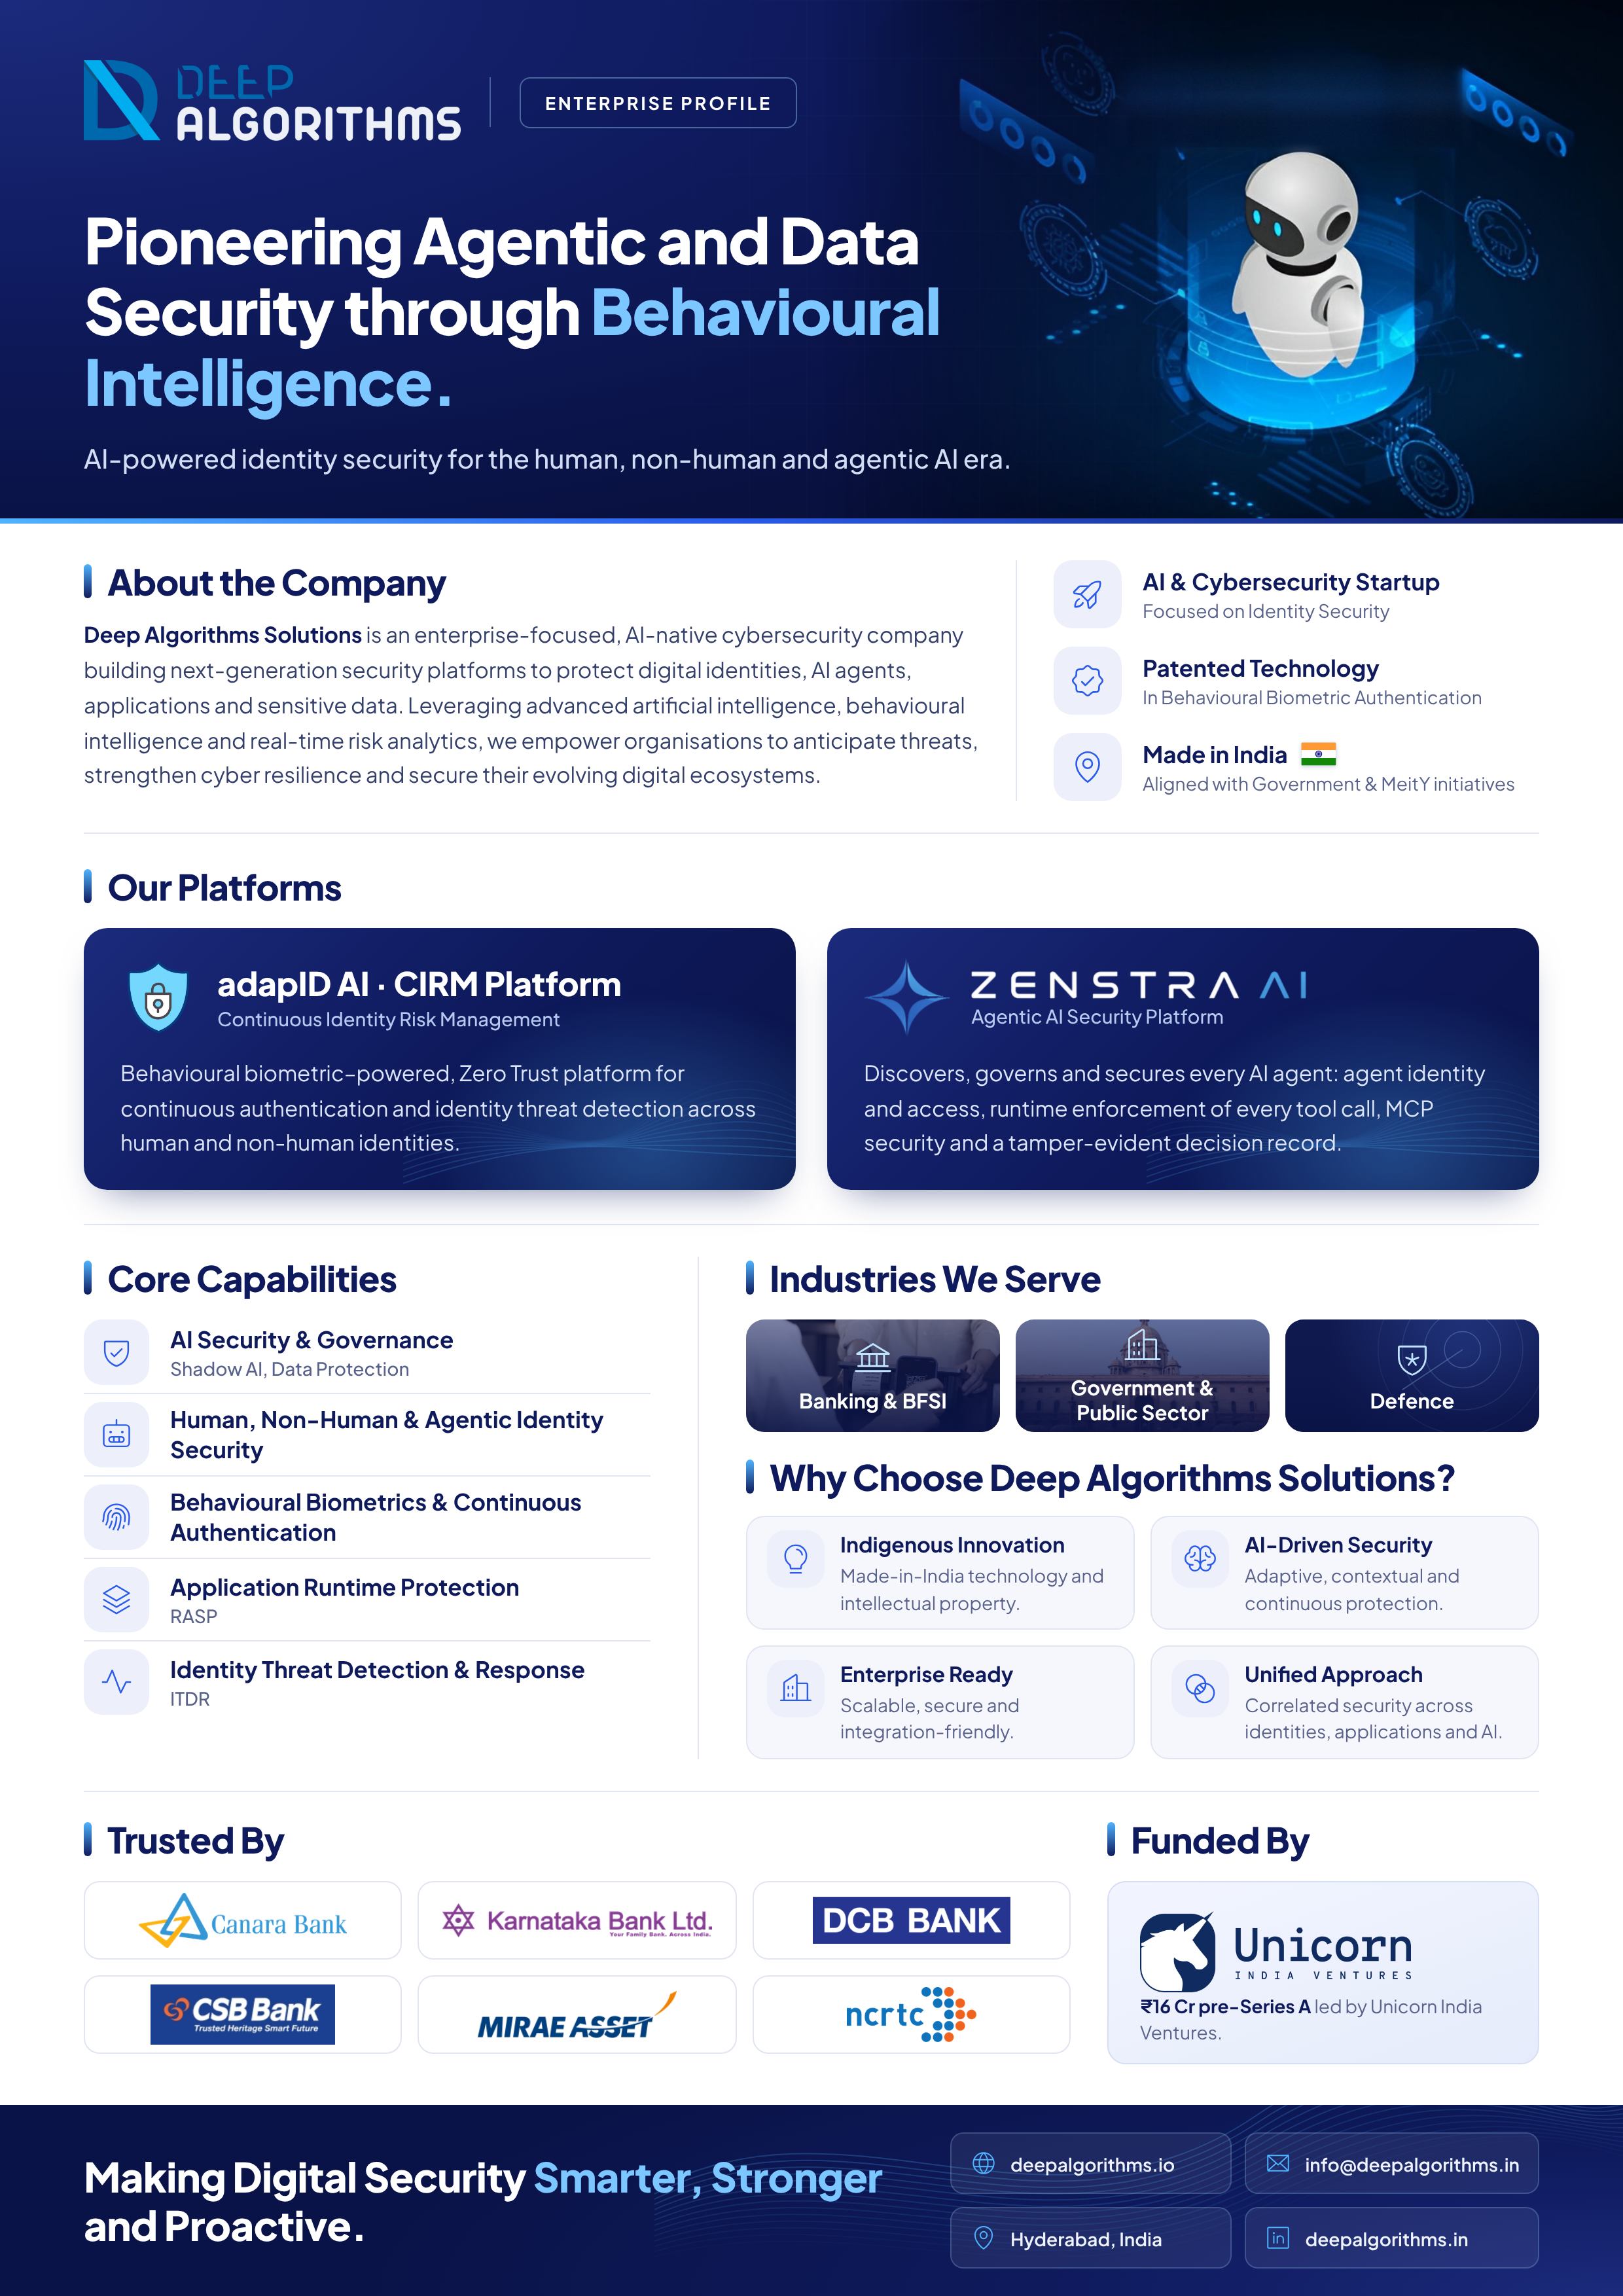 DEEP
ALGORITHMS
ENTERPRISE PROFILE
Pioneering Agentic and Data
Security through Behavioural
Intelligence.
AI-powered identity security for the human, non-human and agentic AI era.
About the Company
Deep Algorithms Solutions is an enterprise-focused, AI-native cybersecurity company
building next-generation security platforms to protect digital identities, AI agents,
applications and sensitive data. Leveraging advanced artificial intelligence, behavioural
intelligence and real-time risk analytics, we empower organisations to anticipate threats,
strengthen cyber resilience and secure their evolving digital ecosystems.
AI & Cybersecurity Startup
Focused on Identity Security
Patented Technology
In Behavioural Biometric Authentication
Made in India
Aligned with Government & MeitY initiatives
Our Platforms
adapID AI · CIRM Platform
Continuous Identity Risk Management
Behavioural biometric-powered, Zero Trust platform for
continuous authentication and identity threat detection across
human and non-human identities.
ZENSTRA AI
Agentic AI Security Platform
Discovers, governs and secures every AI agent: agent identity
and access, runtime enforcement of every tool call, MCP
security and a tamper-evident decision record.
Core Capabilities
AI Security & Governance
Shadow AI, Data Protection
Human, Non-Human & Agentic Identity
Security
Behavioural Biometrics & Continuous
Authentication
Application Runtime Protection
RASP
Identity Threat Detection & Response
ITDR
Industries We Serve
Banking & BFSI
Government &
Public Sector
Defence
Why Choose Deep Algorithms Solutions?
Indigenous Innovation
Made-in-India technology and
intellectual property.
AI-Driven Security
Adaptive, contextual and
continuous protection.
Enterprise Ready
Scalable, secure and
integration-friendly.
Unified Approach
Correlated security across
identities, applications and AI.
Trusted By
Canara Bank
Karnataka Bank Ltd.
Your Family Bank. Across India.
DCB BANK
CSB Bank
Trusted Heritage Smart Future
MIRAE ASSET
ncrtc
Funded By
Unicorn
INDIA VENTURES
₹16 Cr pre-Series A led by Unicorn India
Ventures.
Making Digital Security Smarter, Stronger
and Proactive.
deepalgorithms.io
info@deepalgorithms.in
Hyderabad, India
deepalgorithms.in